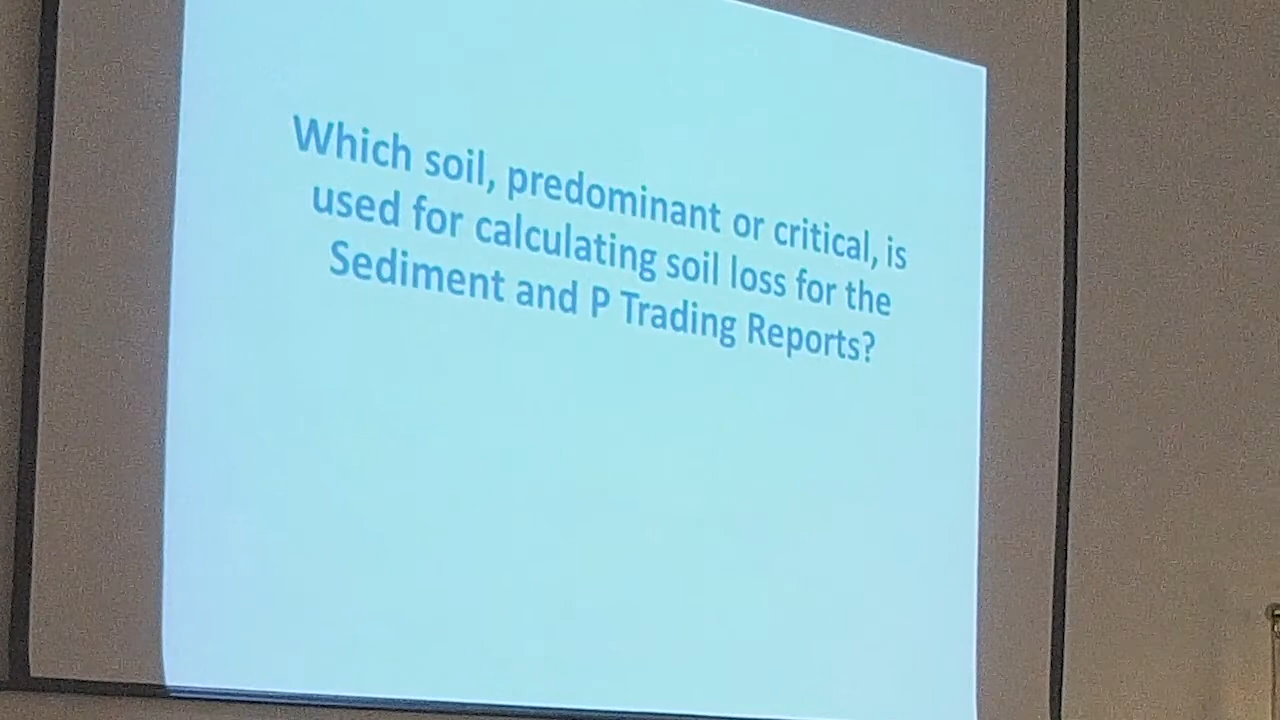 Which soil, predominant or critical, is
used for calculating soil loss for the
Sediment and P Trading Reports?